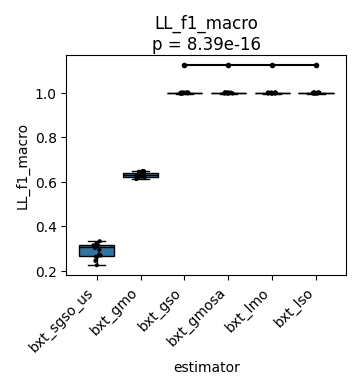 LL_f1_macro
p = 8.39e-16
LL_f1_macro
1.0
0.8
0.6
0.4
0.2
bxt_sgso_us
bxt_gmo
bxt_gso
bxt_gmosa
bxt_lmo
bxt_lso
estimator